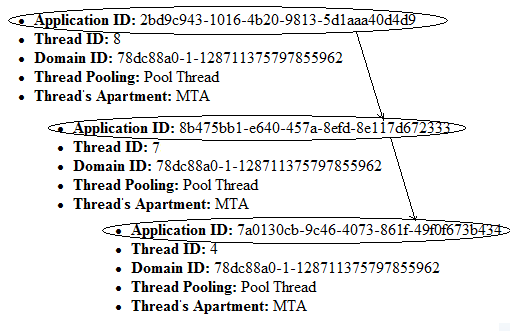 • Application ID: 2bd9c943-1016-4b20-9813-5d1aaa40d4d9
• Thread ID: 8
• Domain ID: 78dc88a0-1-128711375797855962
• Thread Pooling: Pool Thread
• Thread's Apartment: MTA
• Application ID: 8b475bb1-e640-457a-8efd-8e117d672333
• Thread ID: 7
• Domain ID: 78dc88a0-1-128711375797855962
• Thread Pooling: Pool Thread
• Thread's Apartment: MTA
• Application ID: 7a0130cb-9c46-4073-861f-49f0f673b434
• Thread ID: 4
• Domain ID: 78dc88a0-1-128711375797855962
• Thread Pooling: Pool Thread
• Thread's Apartment: MTA